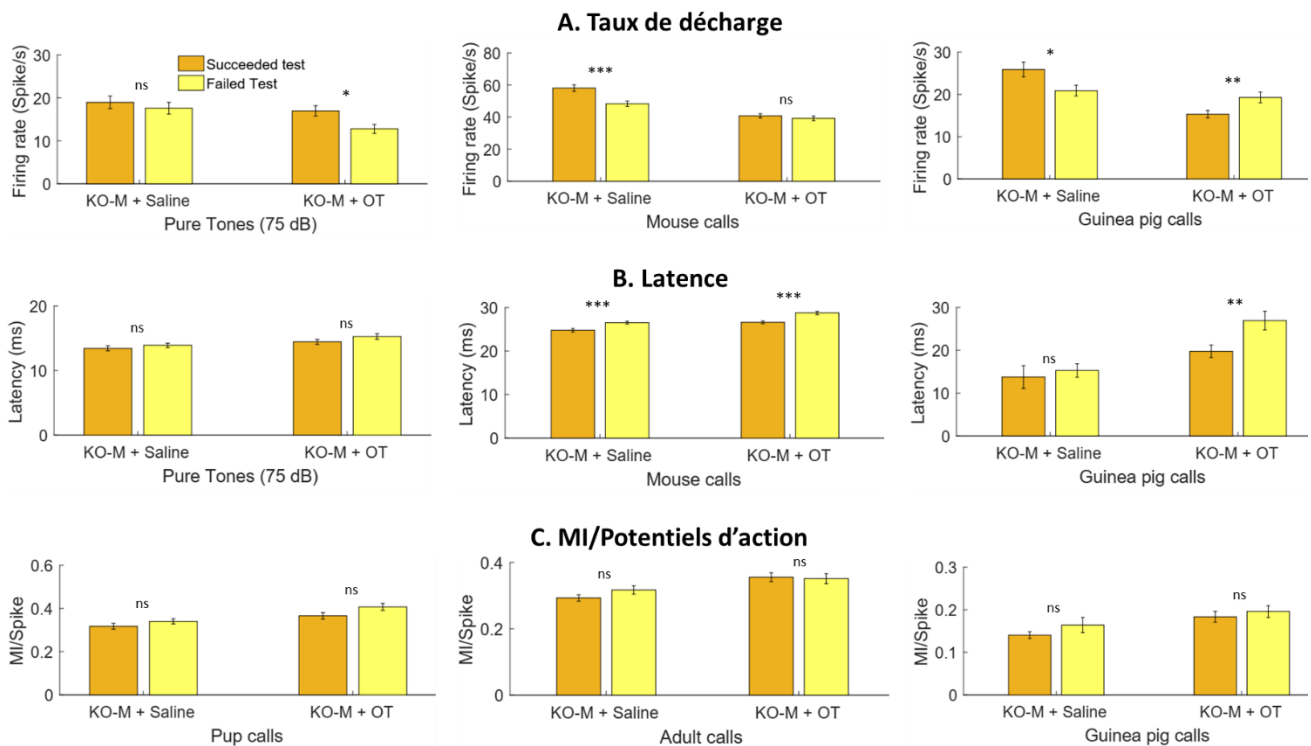 A. Taux de décharge
Firing rate (Spike/s)
30
20
10
0
Succeeded test
Failed Test
ns
*
KO-M + Saline
KO-M + OT
Pure Tones (75 dB)
Firing rate (Spike/s)
80
60
40
20
0
***
ns
KO-M + Saline
KO-M + OT
Mouse calls
Firing rate (Spike/s)
30
20
10
0
*
**
KO-M + Saline
KO-M + OT
Guinea pig calls
B. Latence
Latency (ms)
20
10
0
ns
ns
KO-M + Saline
KO-M + OT
Pure Tones (75 dB)
Latency (ms)
30
20
10
0
***
***
KO-M + Saline
KO-M + OT
Mouse calls
Latency (ms)
30
20
10
0
ns
**
KO-M + Saline
KO-M + OT
Guinea pig calls
C. MI/Potentiels d’action
MI/Spike
0.6
0.4
0.2
0
ns
ns
KO-M + Saline
KO-M + OT
Pup calls
MI/Spike
0.4
0.2
0
ns
ns
KO-M + Saline
KO-M + OT
Adult calls
MI/Spike
0.3
0.2
0.1
0
ns
ns
KO-M + Saline
KO-M + OT
Guinea pig calls